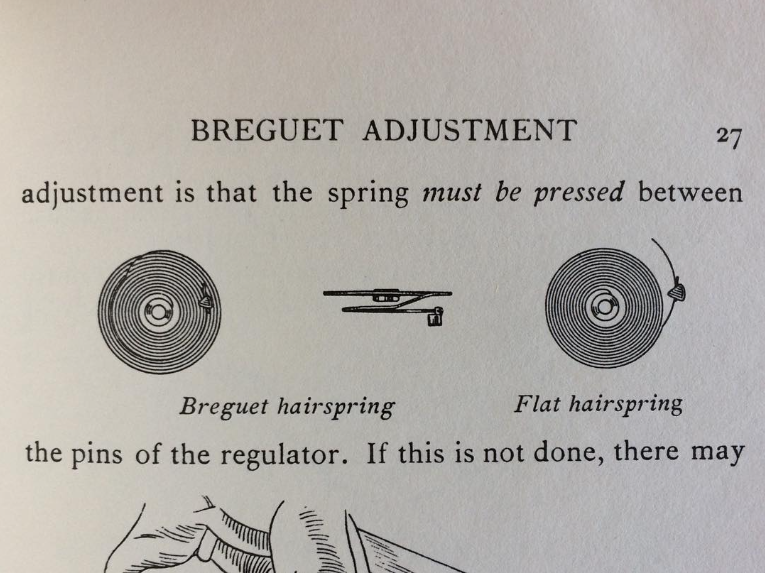 BREGUET ADJUSTMENT 27
adjustment is that the spring must be pressed between
Breguet hairspring Flat hairspring
the pins of the regulator. If this is not done, there may